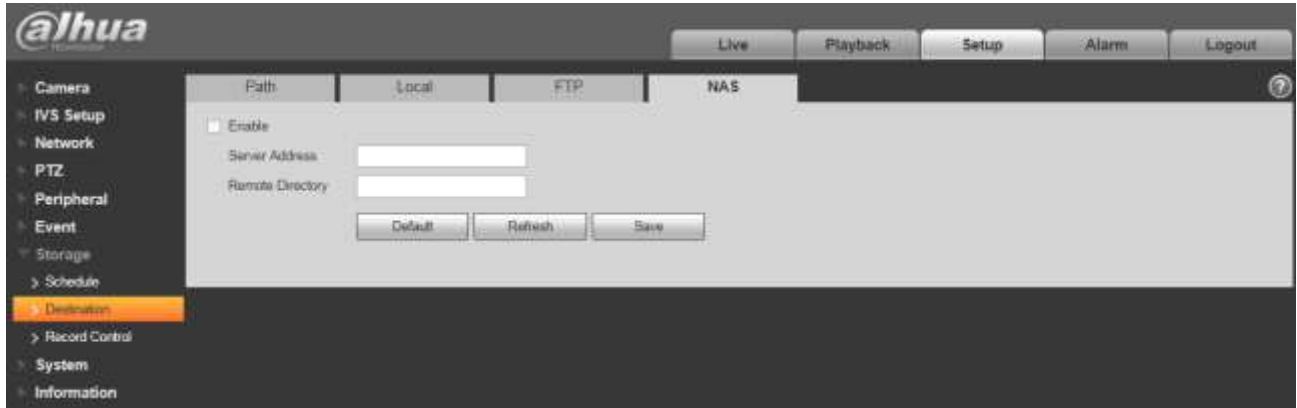 alhua
TECHNOLOGY
Live Playback Setup Alarm Logout
Path Local FTP NAS
?
Camera
IVS Setup
Network
PTZ
Peripheral
Event
Storage
> Schedule
> Destination
> Record Control
System
Information
Enable
Server Address
Remote Directory
Default Refresh Save